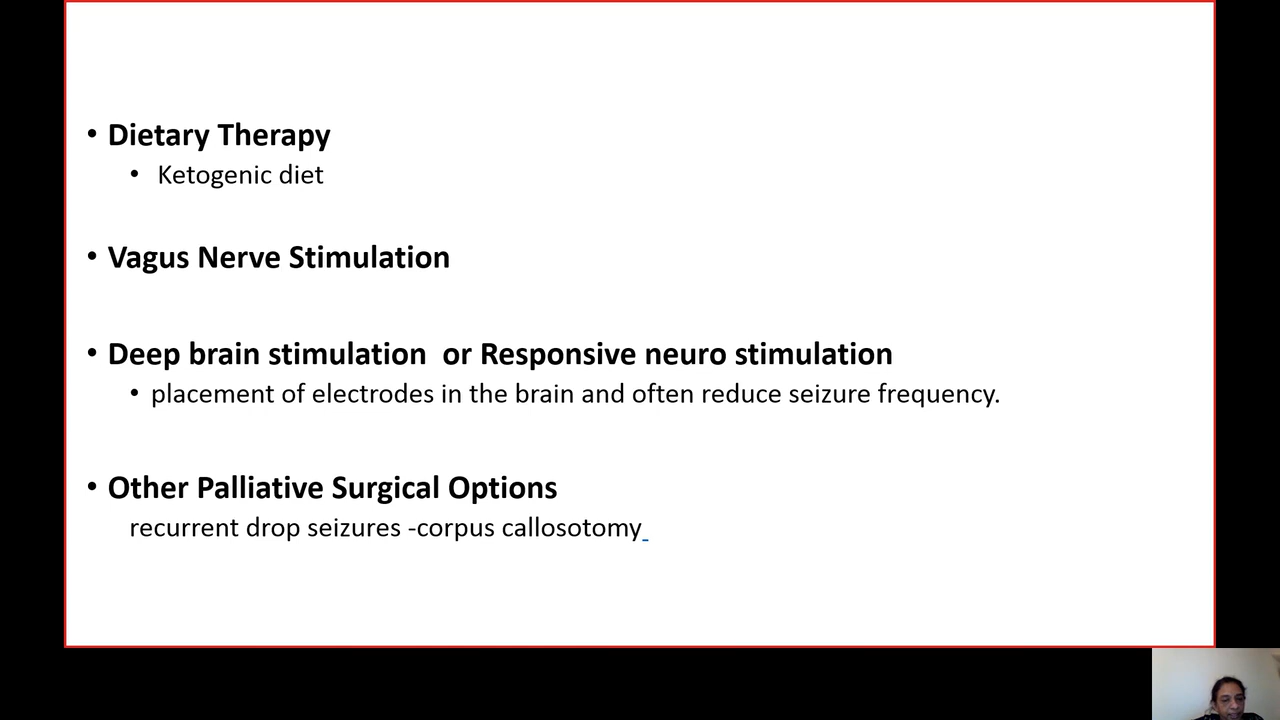 • Dietary Therapy
• Ketogenic diet
• Vagus Nerve Stimulation
• Deep brain stimulation  or Responsive neuro stimulation
• placement of electrodes in the brain and often reduce seizure frequency.
• Other Palliative Surgical Options
recurrent drop seizures -corpus callosotomy